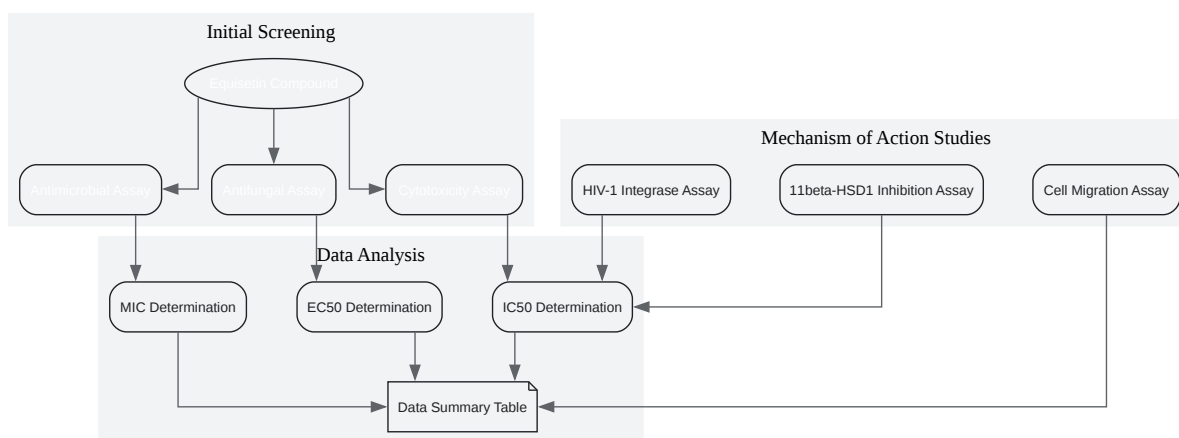 Initial Screening
Equisetin Compound
Mechanism of Action Studies
Antimicrobial Assay
Antifungal Assay
Cytotoxicity Assay
HIV-1 Integrase Assay
11beta-HSD1 Inhibition Assay
Cell Migration Assay
Data Analysis
MIC Determination
EC50 Determination
IC50 Determination
Data Summary Table